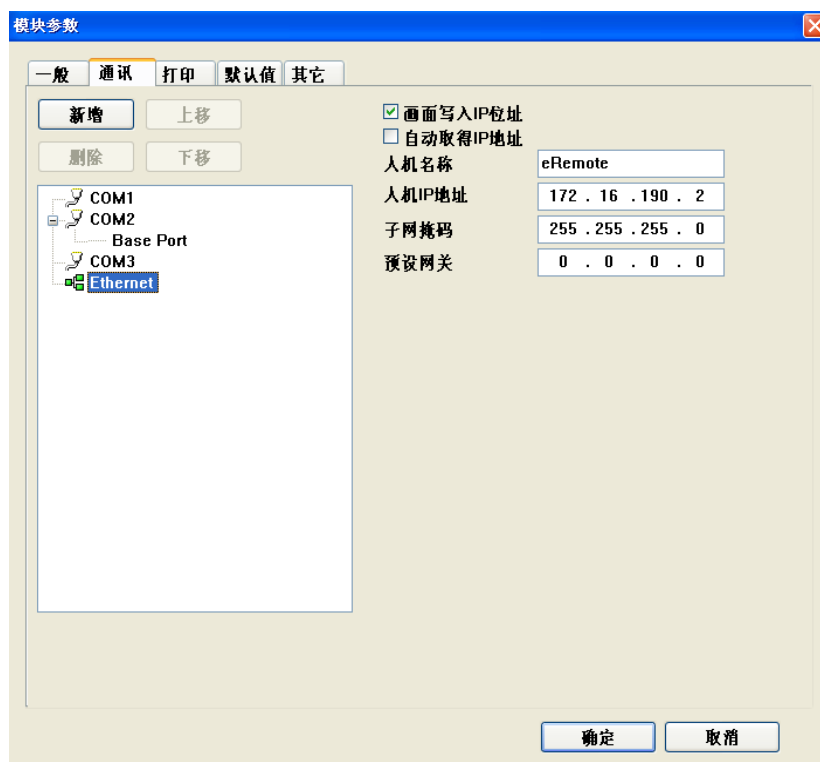 模块参数
一般 通讯 打印 默认值 其它
新增 上移
删除 下移
COM1
COM2
Base Port
COM3
Ethernet
画面写入IP位址
自动取得IP地址
人机名称 eRemote
人机IP地址 172 . 16 . 190 . 2
子网掩码 255 . 255 . 255 . 0
预设网关 0 . 0 . 0 . 0
确定 取消